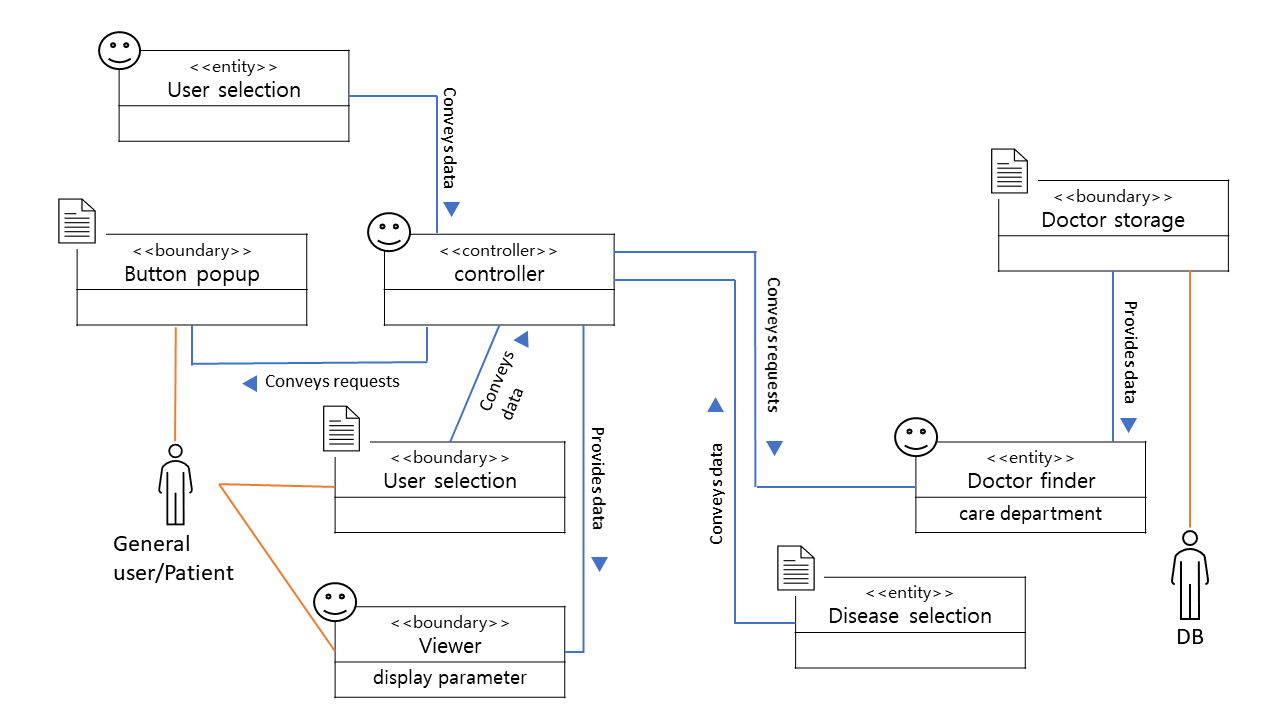 <<entity>>
User selection
Conveys data
<<boundary>>
Doctor storage
<<boundary>>
Button popup
<<controller>>
controller
Conveys requests
Provides data
Conveys requests
Conveys
data
<<boundary>>
User selection
Provides data
Conveys data
<<entity>>
Doctor finder
care department
General
user/Patient
<<entity>>
Disease selection
<<boundary>>
Viewer
display parameter
DB